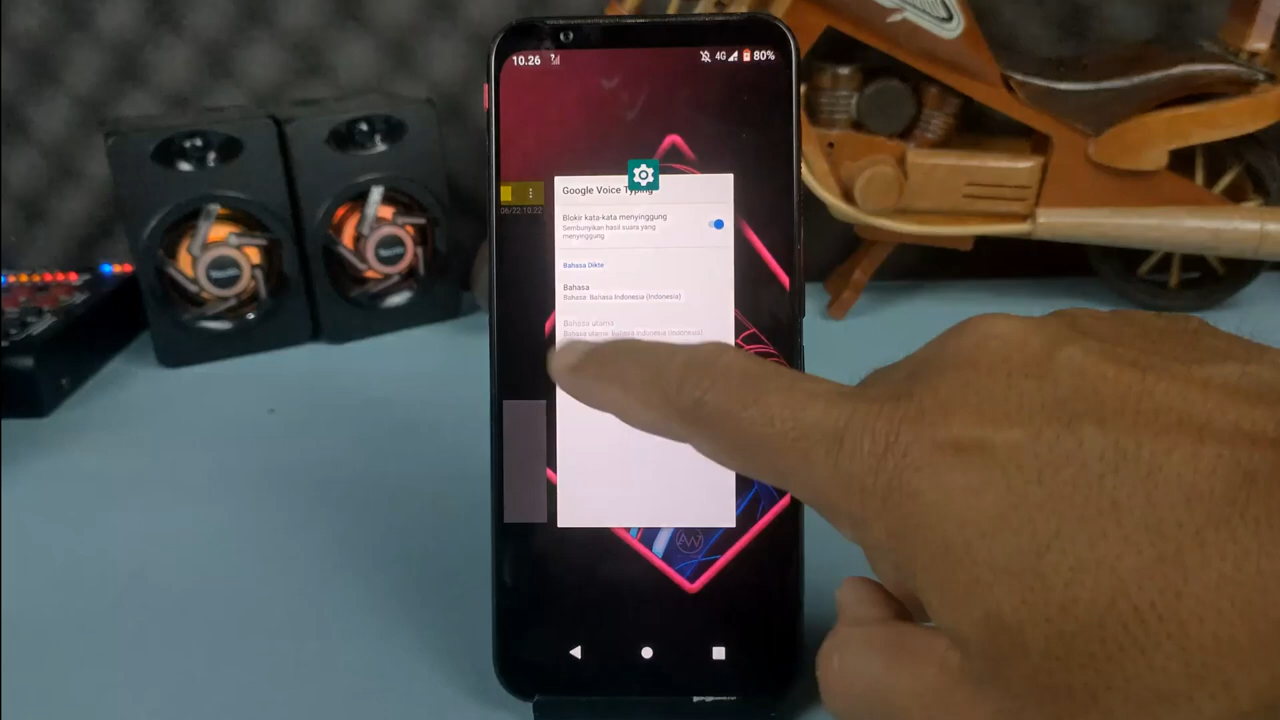 10.26
4G
80%
Google Voice Typing
06/22, 10.22
Blokir kata-kata menyinggung
Sembunyikan hasil suara yang
menyinggung
Bahasa Dikte
Bahasa
Bahasa: Bahasa Indonesia (Indonesia)
Bahasa utama
Bahasa utama: Bahasa Indonesia (Indonesia).
AW